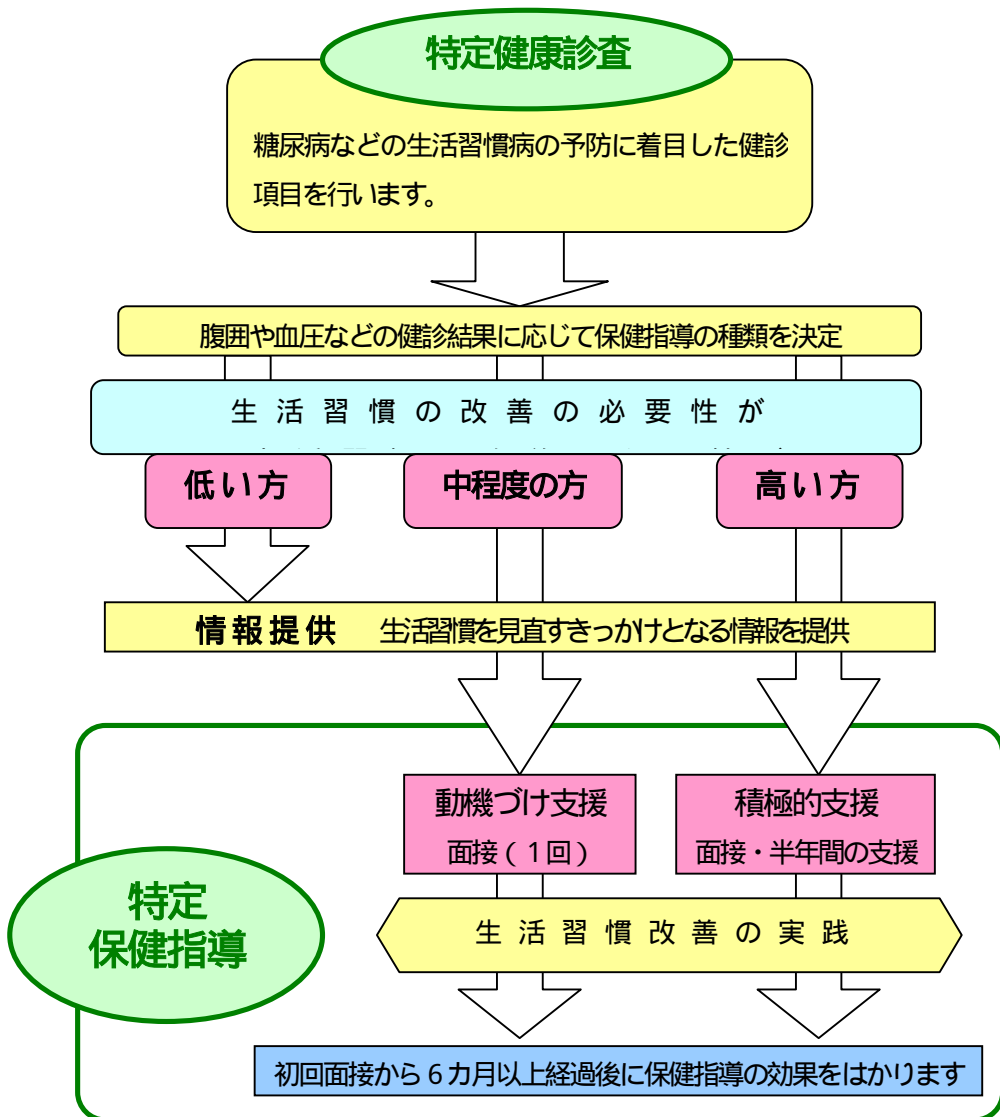 特定健康診査
糖尿病などの生活習慣病の予防に着目した健診
項目を行います。
腹囲や血圧などの健診結果に応じて保健指導の種類を決定
生活習慣の改善の必要性が
低い方
中程度の方
高い方
情報提供 生活習慣を見直すきっかけとなる情報を提供
動機づけ支援
面接（1回）
積極的支援
面接・半年間の支援
特定
保健指導
生活習慣改善の実践
初回面接から6カ月以上経過後に保健指導の効果をはかります